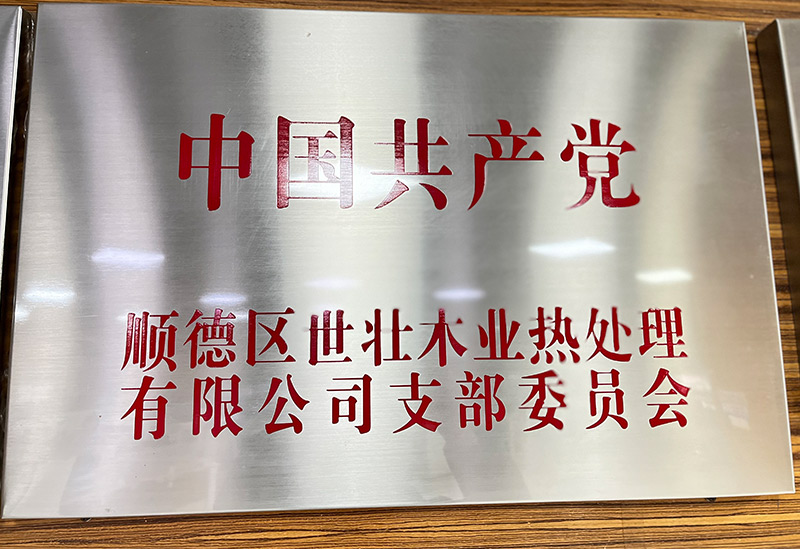 中国共产党
顺德区世壮木业热处理
有限公司支部委员会